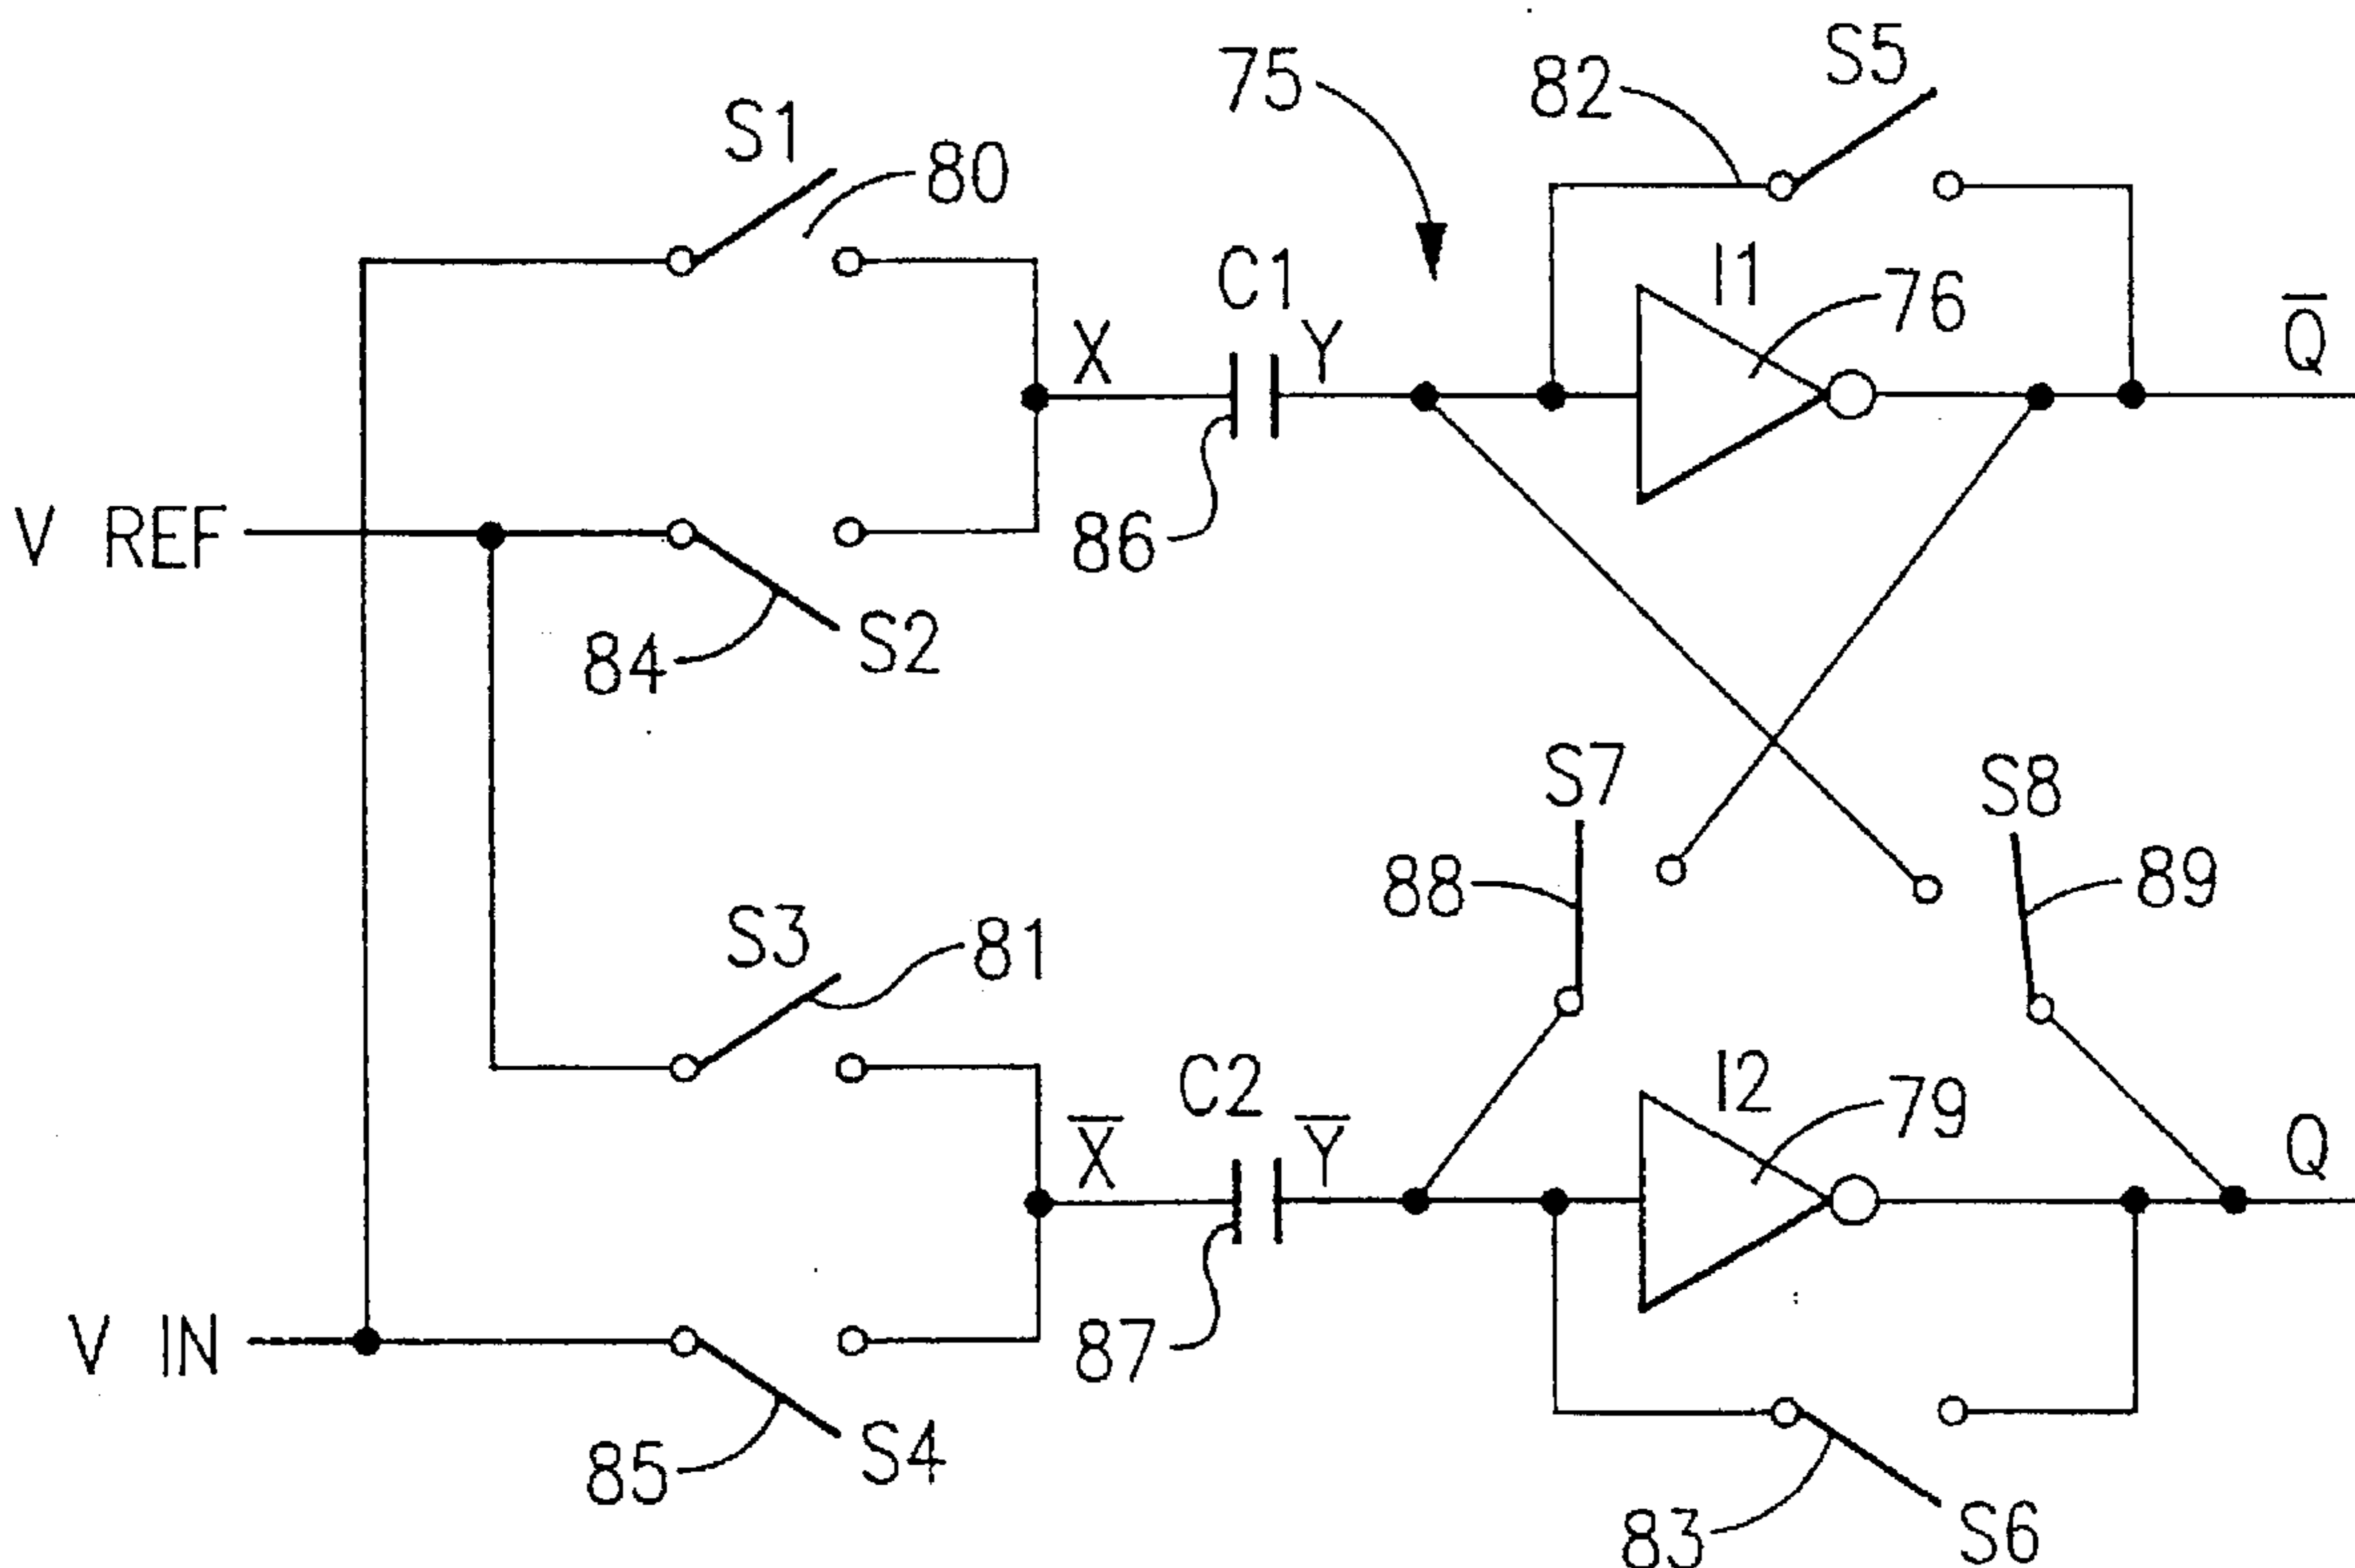 75
82
S5
S1
80
C1
I1
76
Q̅
X
Y
V REF
86
84
S2
S7
S8
88
89
S3
81
C2
I2
79
X̅
Y̅
Q
V IN
87
85
S4
83
S6